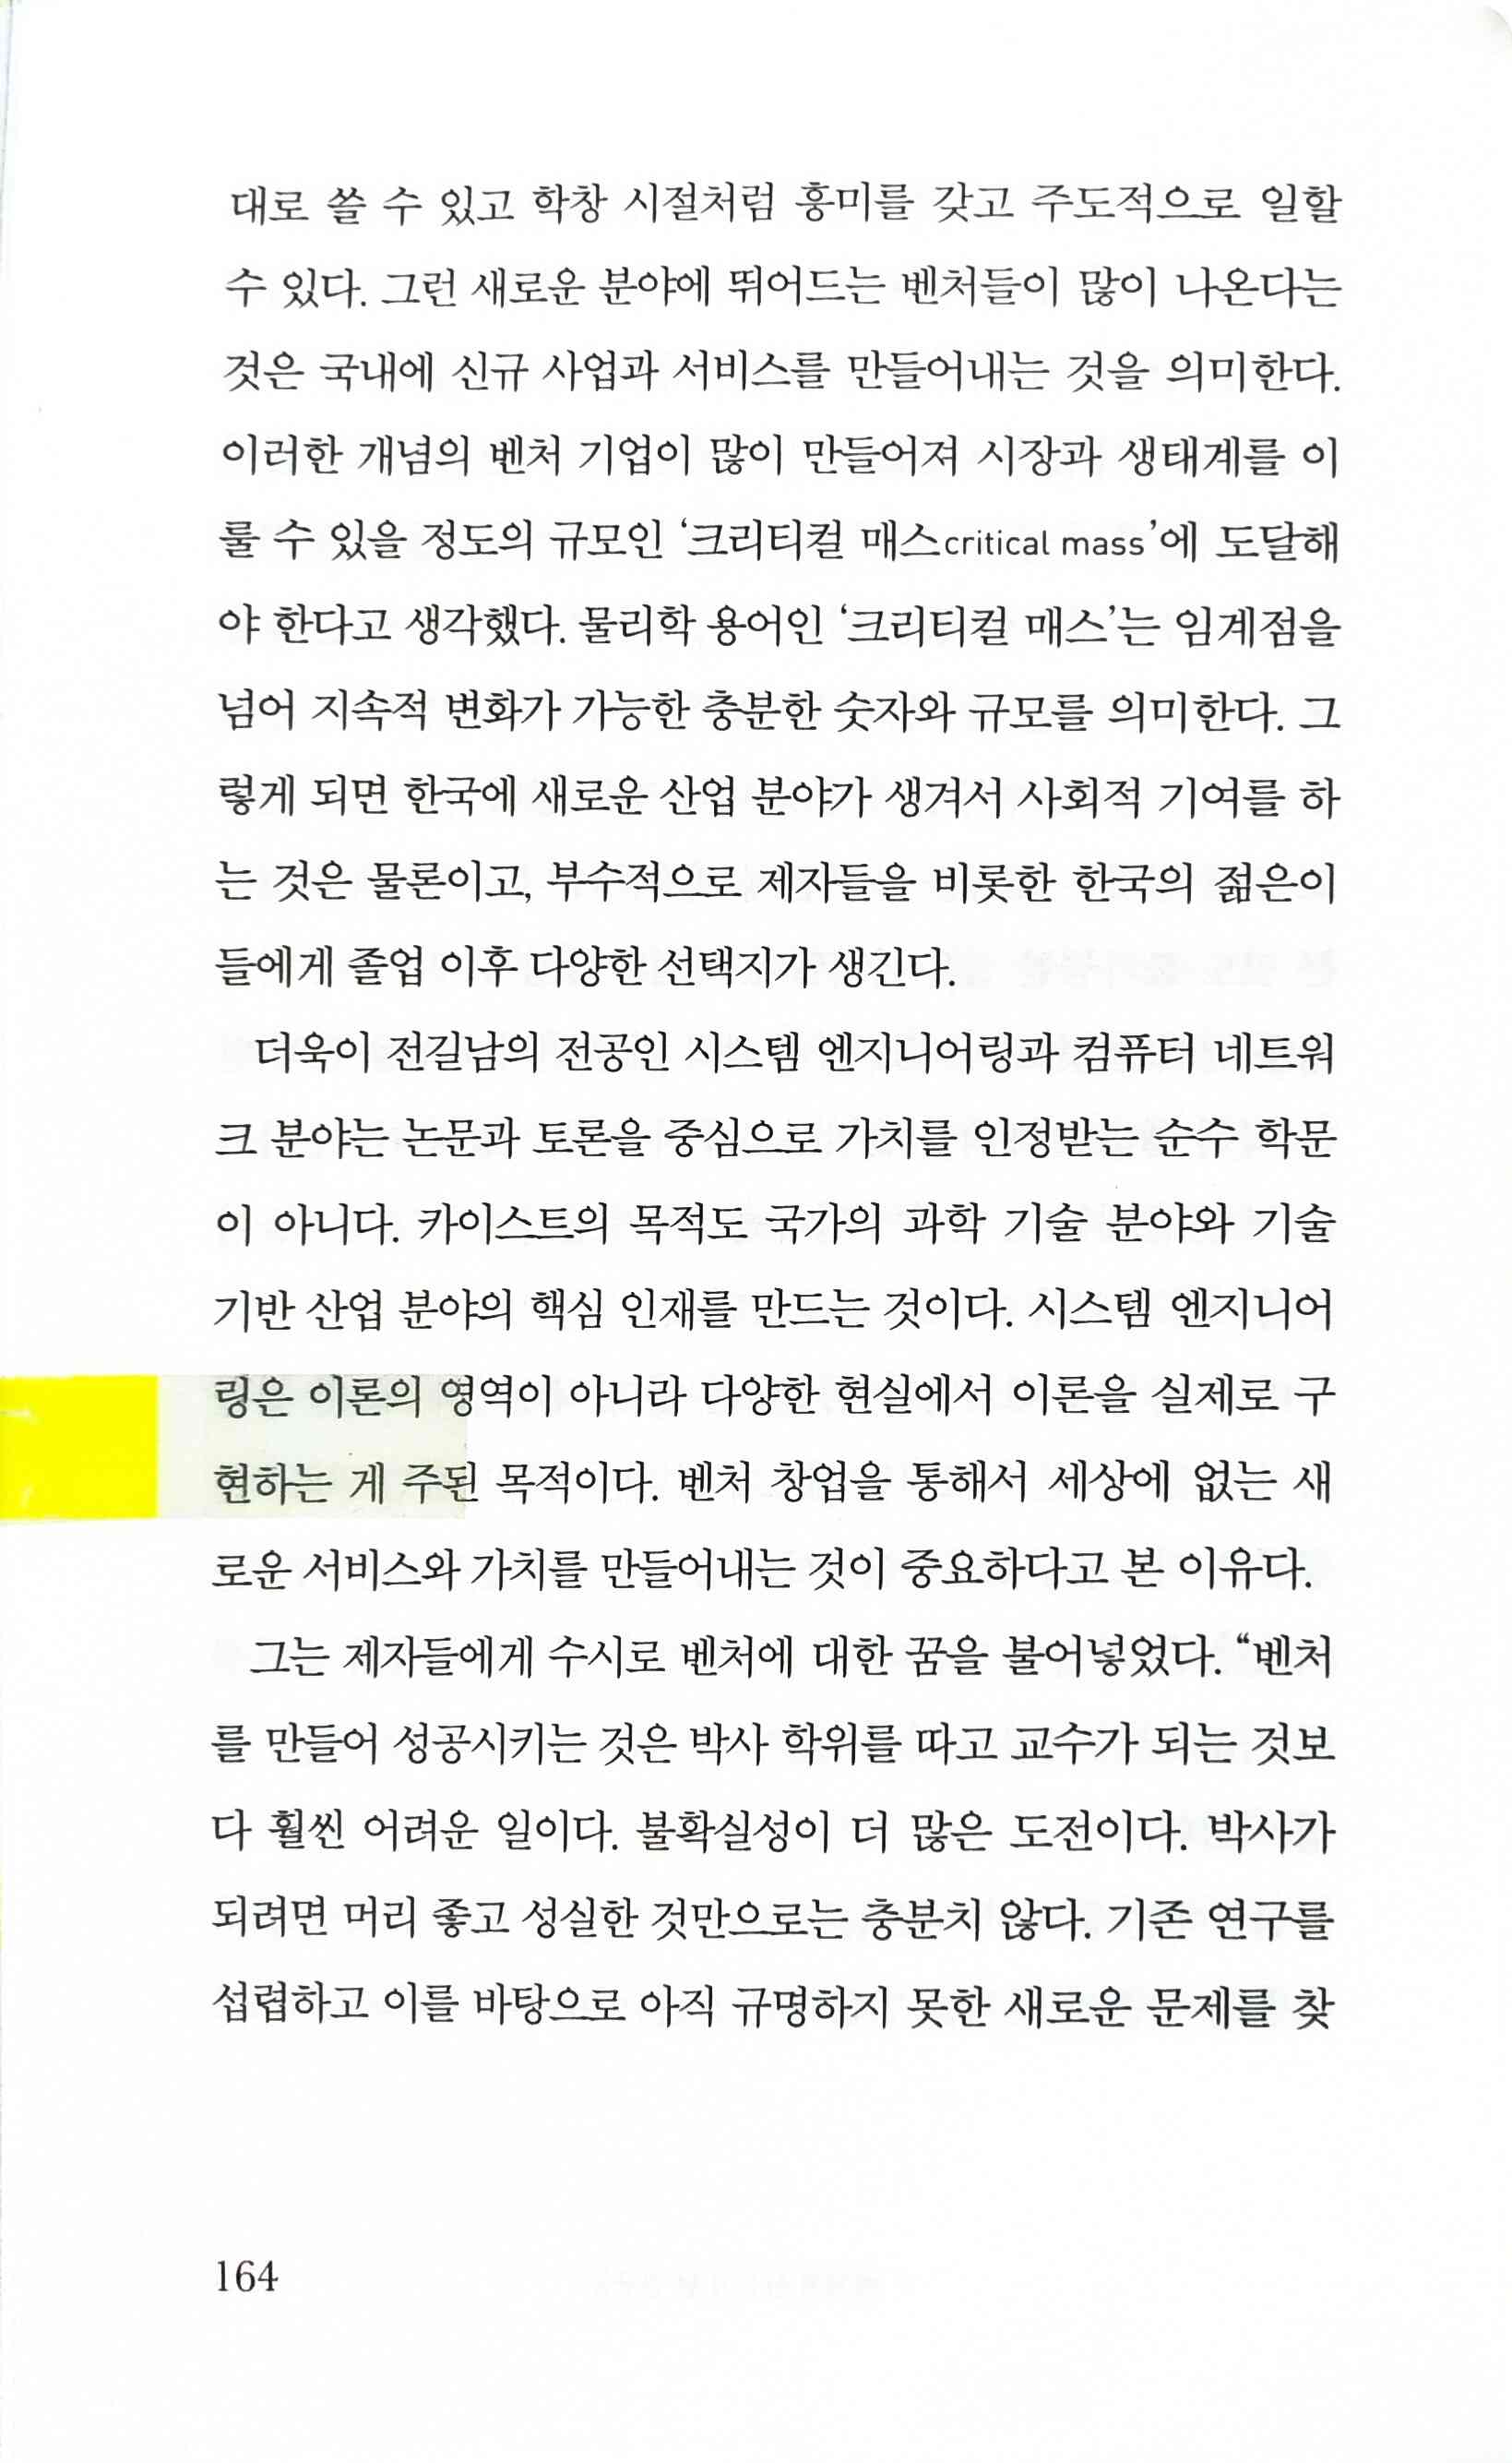 대로 쓸 수 있고 학창 시절처럼 흥미를 갖고 주도적으로 일할
수 있다. 그런 새로운 분야에 뛰어드는 벤처들이 많이 나온다는
것은 국내에 신규 사업과 서비스를 만들어내는 것을 의미한다.
이러한 개념의 벤처 기업이 많이 만들어져 시장과 생태계를 이
룰 수 있을 정도의 규모인 ‘크리티컬 매스critical mass’에 도달해
야 한다고 생각했다. 물리학 용어인 ‘크리티컬 매스’는 임계점을
넘어 지속적 변화가 가능한 충분한 숫자와 규모를 의미한다. 그
렇게 되면 한국에 새로운 산업 분야가 생겨서 사회적 기여를 하
는 것은 물론이고, 부수적으로 제자들을 비롯한 한국의 젊은이
들에게 졸업 이후 다양한 선택지가 생긴다.
더욱이 전길남의 전공인 시스템 엔지니어링과 컴퓨터 네트워
크 분야는 논문과 토론을 중심으로 가치를 인정받는 순수 학문
이 아니다. 카이스트의 목적도 국가의 과학 기술 분야와 기술
기반 산업 분야의 핵심 인재를 만드는 것이다. 시스템 엔지니어
링은 이론의 영역이 아니라 다양한 현실에서 이론을 실제로 구
현하는 게 주된 목적이다. 벤처 창업을 통해서 세상에 없는 새
로운 서비스와 가치를 만들어내는 것이 중요하다고 본 이유다.
그는 제자들에게 수시로 벤처에 대한 꿈을 불어넣었다. “벤처
를 만들어 성공시키는 것은 박사 학위를 따고 교수가 되는 것보
다 훨씬 어려운 일이다. 불확실성이 더 많은 도전이다. 박사가
되려면 머리 좋고 성실한 것만으로는 충분치 않다. 기존 연구를
섭렵하고 이를 바탕으로 아직 규명하지 못한 새로운 문제를 찾
164